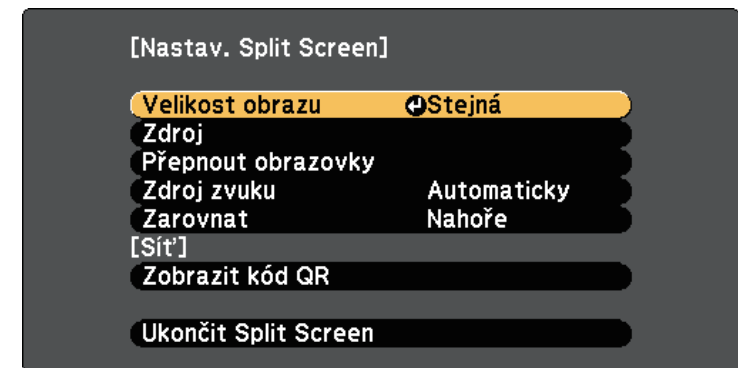 [Nastav. Split Screen]
Velikost obrazu Stejná
Zdroj
Přepnout obrazovky
Zdroj zvuku Automaticky
Zarovnat Nahoře
[Síť]
Zobrazit kód QR
Ukončit Split Screen